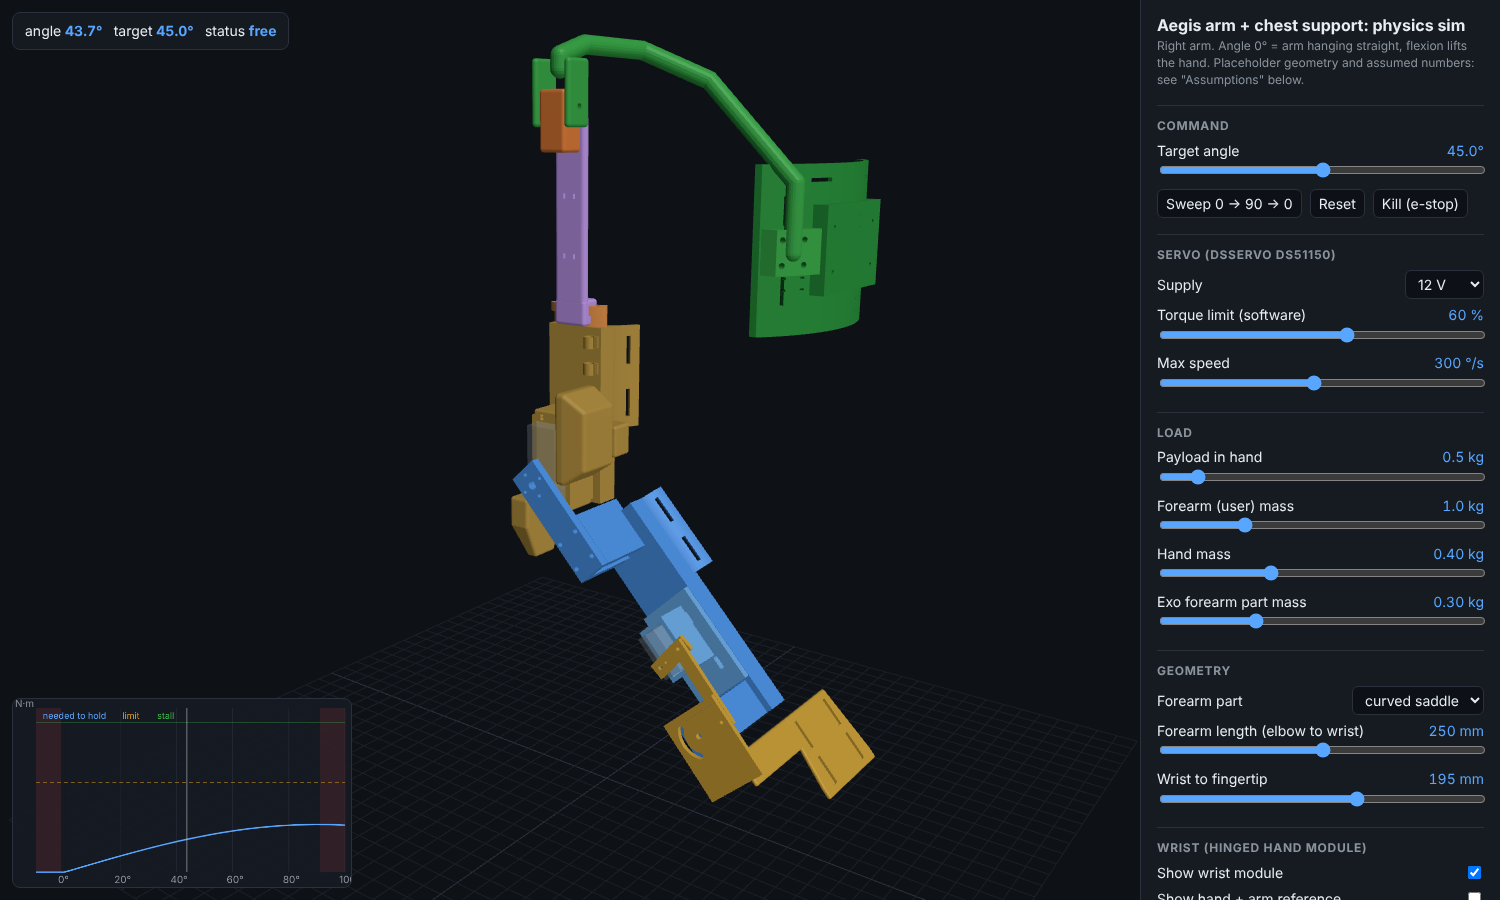 angle 43.7° target 45.0° status free
Aegis arm + chest support: physics sim
Right arm. Angle 0° = arm hanging straight, flexion lifts
the hand. Placeholder geometry and assumed numbers:
see "Assumptions" below.
COMMAND
Target angle 45.0°
Sweep 0 → 90 → 0 Reset Kill (e-stop)
SERVO (DSSERVO DS51150)
Supply 12 V
Torque limit (software) 60 %
Max speed 300 °/s
LOAD
Payload in hand 0.5 kg
Forearm (user) mass 1.0 kg
Hand mass 0.40 kg
Exo forearm part mass 0.30 kg
GEOMETRY
Forearm part curved saddle
Forearm length (elbow to wrist) 250 mm
Wrist to fingertip 195 mm
WRIST (HINGED HAND MODULE)
Show wrist module
Show hand + arm reference
N·m
needed to hold limit stall
0° 20° 40° 60° 80° 10